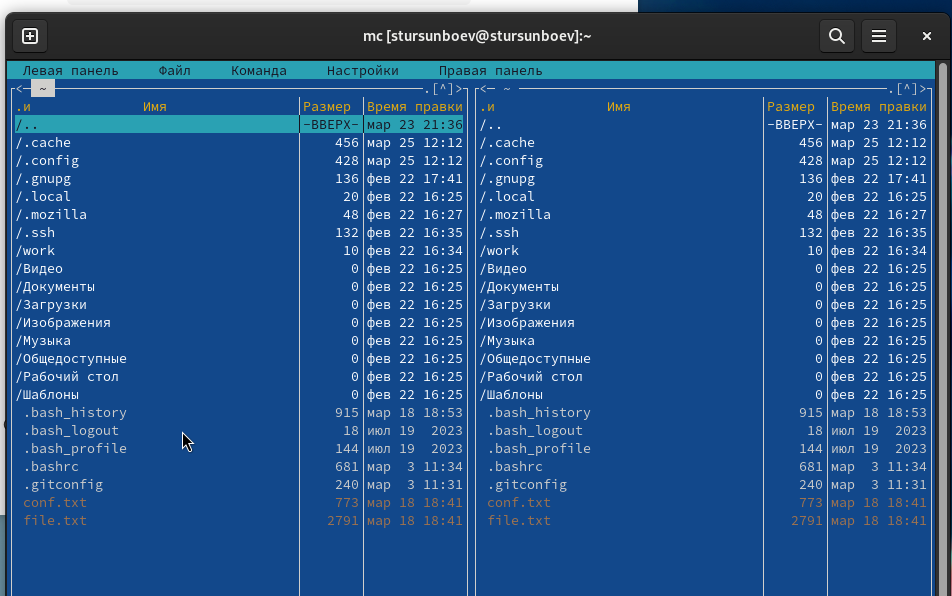 mc [stursunboev@stursunboev]:~
Левая панель Файл Команда Настройки Правая панель
<— ~ .[^]> <— ~ .[^]>
.и Имя Размер Время правки .и Имя Размер Время правки
/.. -ВВЕРХ- мар 23 21:36 /.. -ВВЕРХ- мар 23 21:36
/.cache 456 мар 25 12:12 /.cache 456 мар 25 12:12
/.config 428 мар 25 12:12 /.config 428 мар 25 12:12
/.gnupg 136 фев 22 17:41 /.gnupg 136 фев 22 17:41
/.local 20 фев 22 16:25 /.local 20 фев 22 16:25
/.mozilla 48 фев 22 16:27 /.mozilla 48 фев 22 16:27
/.ssh 132 фев 22 16:35 /.ssh 132 фев 22 16:35
/work 10 фев 22 16:34 /work 10 фев 22 16:34
/Видео 0 фев 22 16:25 /Видео 0 фев 22 16:25
/Документы 0 фев 22 16:25 /Документы 0 фев 22 16:25
/Загрузки 0 фев 22 16:25 /Загрузки 0 фев 22 16:25
/Изображения 0 фев 22 16:25 /Изображения 0 фев 22 16:25
/Музыка 0 фев 22 16:25 /Музыка 0 фев 22 16:25
/Общедоступные 0 фев 22 16:25 /Общедоступные 0 фев 22 16:25
/Рабочий стол 0 фев 22 16:25 /Рабочий стол 0 фев 22 16:25
/Шаблоны 0 фев 22 16:25 /Шаблоны 0 фев 22 16:25
.bash_history 915 мар 18 18:53 .bash_history 915 мар 18 18:53
.bash_logout 18 июл 19 2023 .bash_logout 18 июл 19 2023
.bash_profile 144 июл 19 2023 .bash_profile 144 июл 19 2023
.bashrc 681 мар 3 11:34 .bashrc 681 мар 3 11:34
.gitconfig 240 мар 3 11:31 .gitconfig 240 мар 3 11:31
conf.txt 773 мар 18 18:41 conf.txt 773 мар 18 18:41
file.txt 2791 мар 18 18:41 file.txt 2791 мар 18 18:41